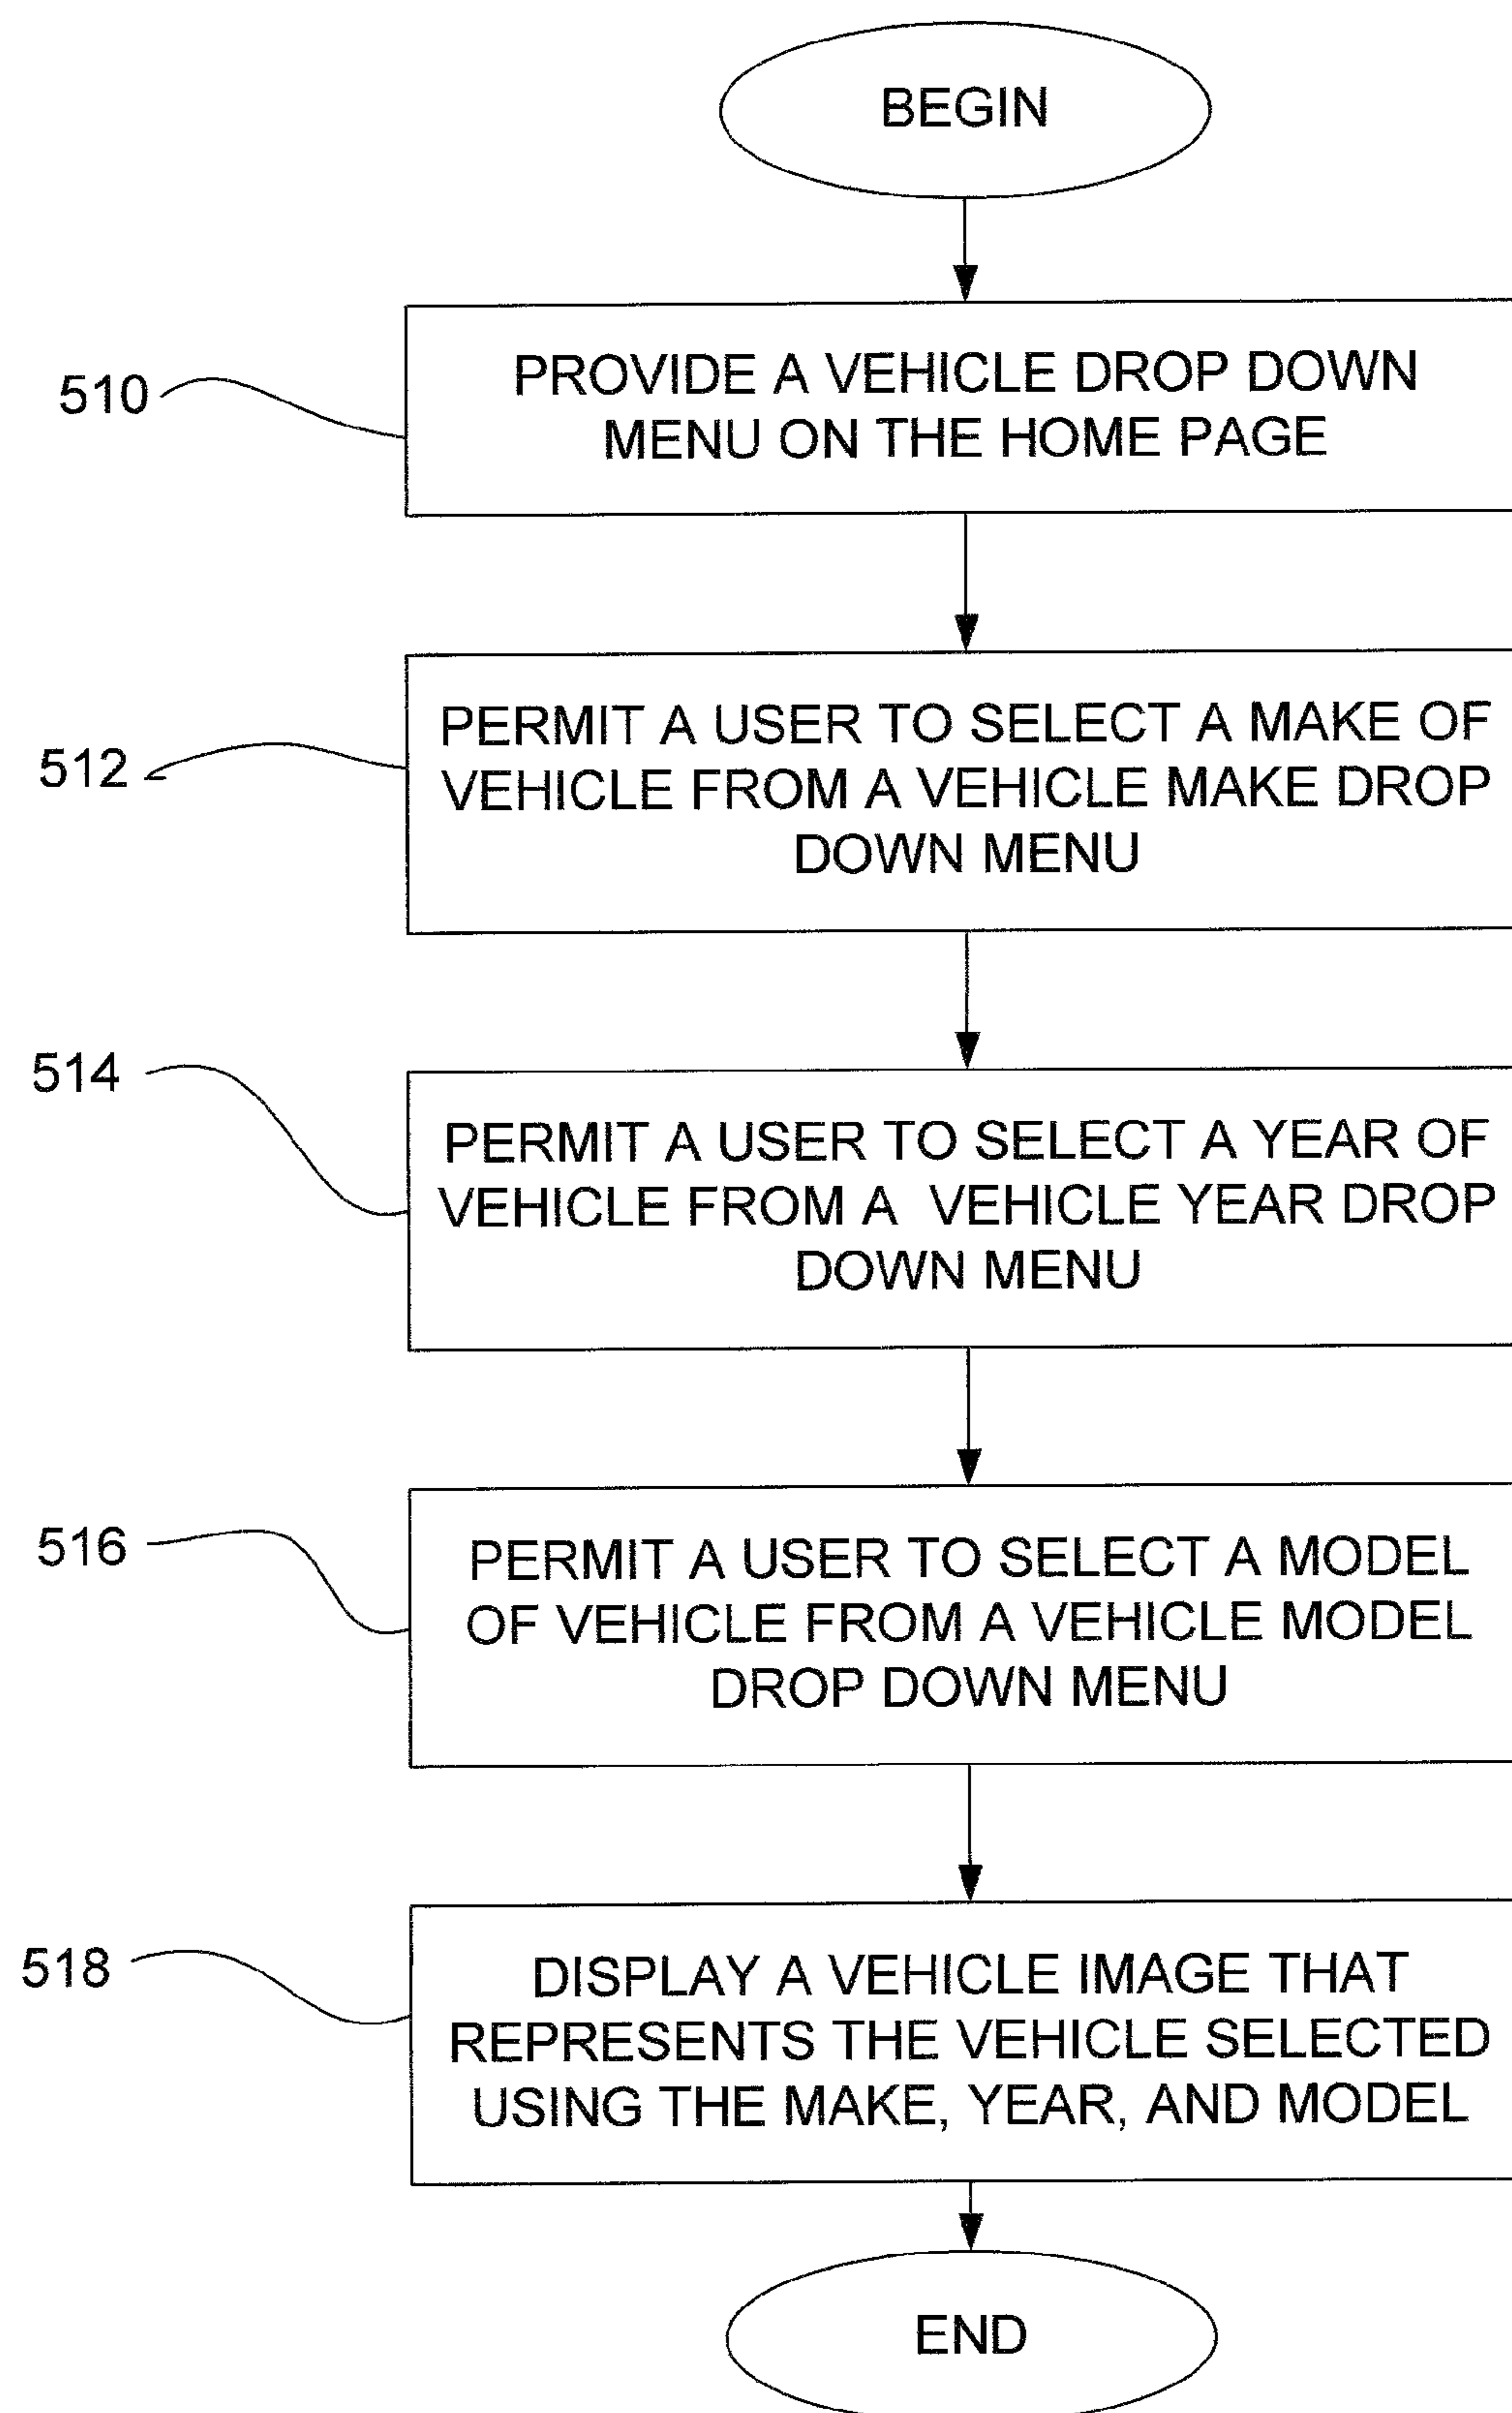 BEGIN
510
PROVIDE A VEHICLE DROP DOWN
MENU ON THE HOME PAGE
512
PERMIT A USER TO SELECT A MAKE OF
VEHICLE FROM A VEHICLE MAKE DROP
DOWN MENU
514
PERMIT A USER TO SELECT A YEAR OF
VEHICLE FROM A VEHICLE YEAR DROP
DOWN MENU
516
PERMIT A USER TO SELECT A MODEL
OF VEHICLE FROM A VEHICLE MODEL
DROP DOWN MENU
518
DISPLAY A VEHICLE IMAGE THAT
REPRESENTS THE VEHICLE SELECTED
USING THE MAKE, YEAR, AND MODEL
END